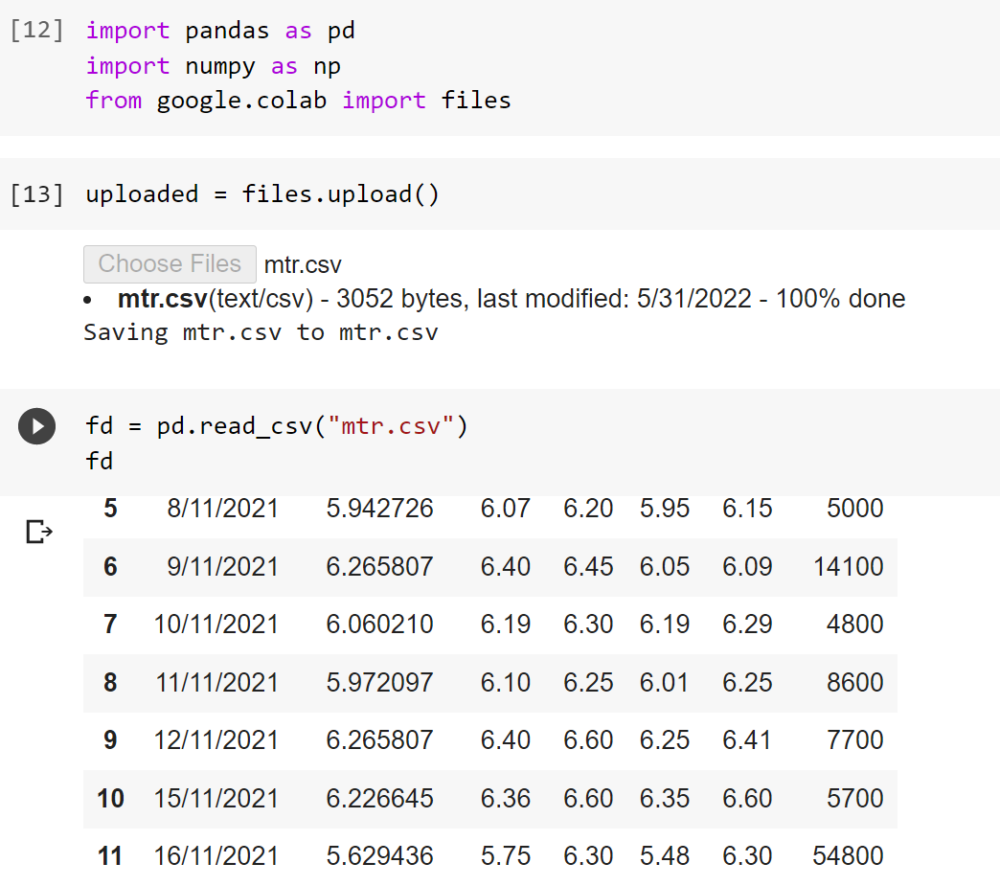 [12] import pandas as pd
import numpy as np
from google.colab import files
[13] uploaded = files.upload()
Choose Files mtr.csv
• mtr.csv(text/csv) - 3052 bytes, last modified: 5/31/2022 - 100% done
Saving mtr.csv to mtr.csv
fd = pd.read_csv("mtr.csv")
fd
5 8/11/2021 5.942726 6.07 6.20 5.95 6.15 5000
6 9/11/2021 6.265807 6.40 6.45 6.05 6.09 14100
7 10/11/2021 6.060210 6.19 6.30 6.19 6.29 4800
8 11/11/2021 5.972097 6.10 6.25 6.01 6.25 8600
9 12/11/2021 6.265807 6.40 6.60 6.25 6.41 7700
10 15/11/2021 6.226645 6.36 6.60 6.35 6.60 5700
11 16/11/2021 5.629436 5.75 6.30 5.48 6.30 54800